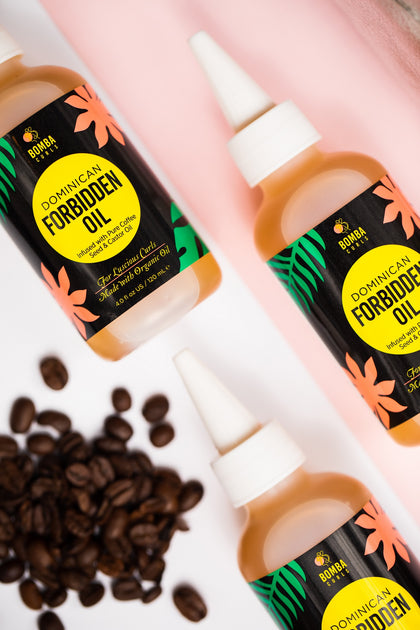 BOMBA
CURLS
DOMINICAN
FORBIDDEN
OIL
Infused with Pure Coffee
Seed & Castor Oil
For Luscious Curls
Made with Organic Oil
4.0 fl oz US / 120 mL ℮
BOMBA
CURLS
DOMINICAN
FORBIDDEN
OIL
Infused with
Seed &
BOMBA
CURLS
DOMINICAN
FORBIDDEN